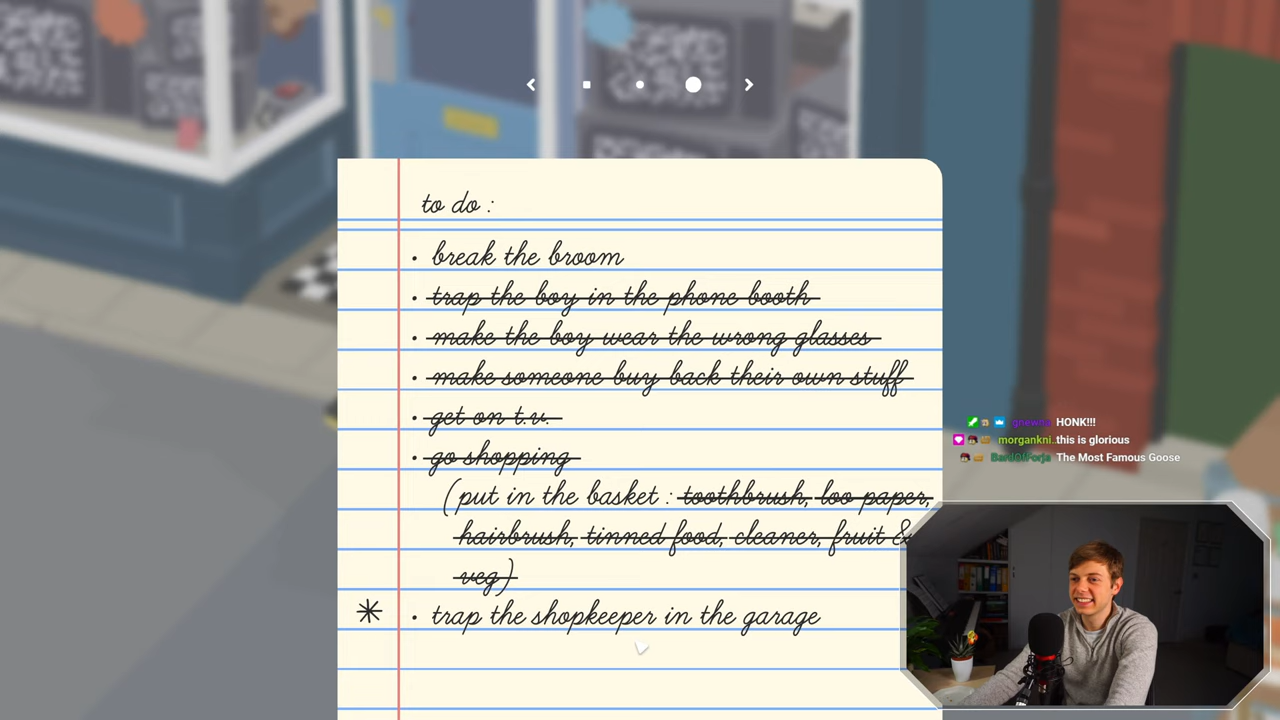 to do :
• break the broom
• trap the boy in the phone booth
• make the boy wear the wrong glasses
• make someone buy back their own stuff
• get on t.v.
• go shopping
(put in the basket : toothbrush, loo paper,
hairbrush, tinned food, cleaner, fruit &
veg)
* • trap the shopkeeper in the garage
HONK!!!
morgankni.. this is glorious
BardOfForja The Most Famous Goose